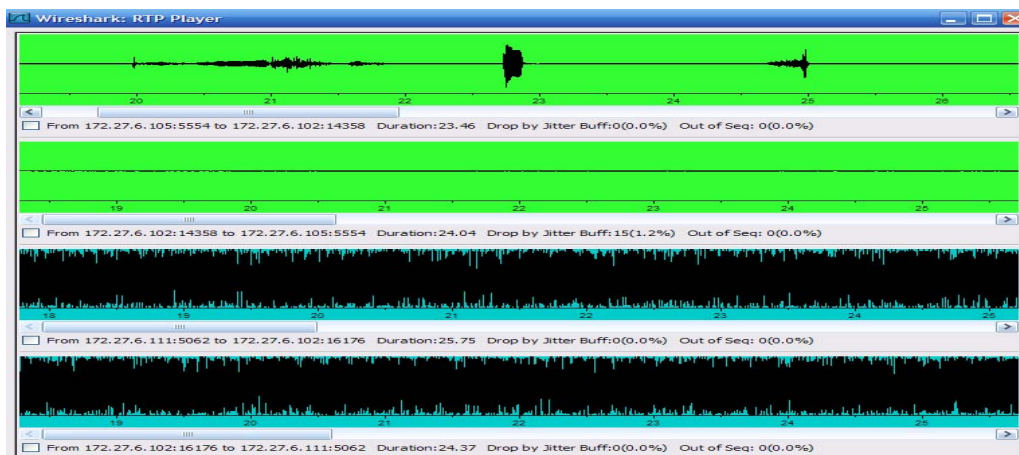 Wireshark: RTP Player
20 21 22 23 24 25 26
From 172.27.6.105:5554 to 172.27.6.102:14358 Duration:23.46 Drop by Jitter Buff:0(0.0%) Out of Seq: 0(0.0%)
19 20 21 22 23 24 25
From 172.27.6.102:14358 to 172.27.6.105:5554 Duration:24.04 Drop by Jitter Buff:15(1.2%) Out of Seq: 0(0.0%)
18 19 20 21 22 23 24 25
From 172.27.6.111:5062 to 172.27.6.102:16176 Duration:25.75 Drop by Jitter Buff:0(0.0%) Out of Seq: 0(0.0%)
19 20 21 22 23 24 25
From 172.27.6.102:16176 to 172.27.6.111:5062 Duration:24.37 Drop by Jitter Buff:0(0.0%) Out of Seq: 0(0.0%)